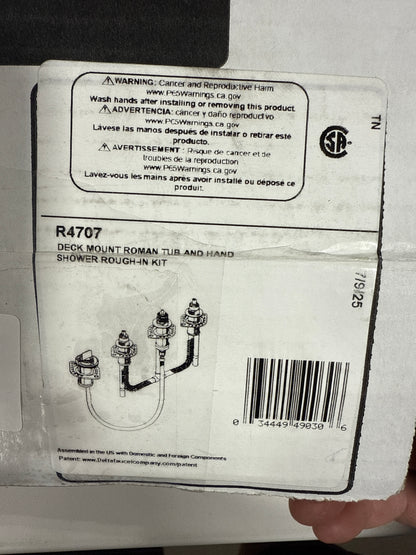 ⚠WARNING: Cancer and Reproductive Harm
www.P65Warnings.ca.gov
Wash hands after installing or removing this product.
⚠ADVERTENCIA: cáncer y daño reproductivo
www.P65Warnings.ca.gov
Lávese las manos después de instalar o retirar este
producto.
⚠AVERTISSEMENT : Risque de cancer et de
troubles de la reproduction
www.P65Warnings.ca.gov
Lavez-vous les mains après avoir installé ou déposé ce
produit.
TN
SA
R4707
DECK MOUNT ROMAN TUB AND HAND
SHOWER ROUGH-IN KIT
7/9/25
0 34449 49030 6
Assembled in the US with Domestic and Foreign Components
Patent: www.Deltafaucetcompany.com/patent